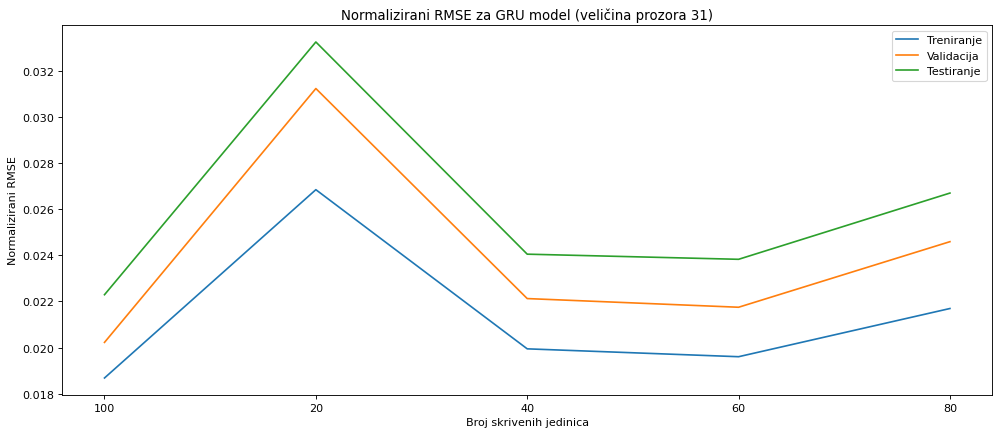 Normalizirani RMSE za GRU model (veličina prozora 31)
Treniranje
Validacija
Testiranje
Normalizirani RMSE
0.032
0.030
0.028
0.026
0.024
0.022
0.020
0.018
100 20 40 60 80
Broj skrivenih jedinica